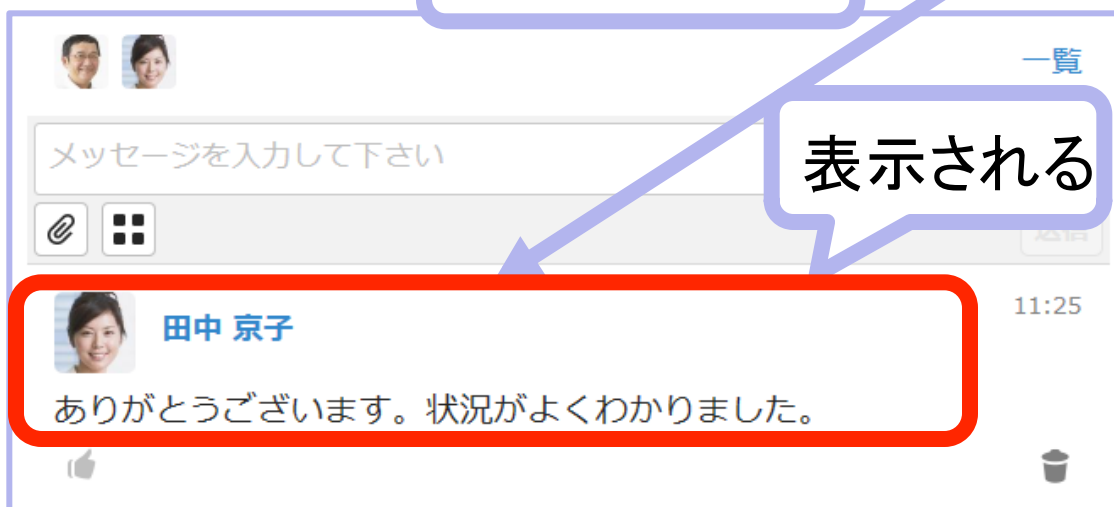 一覧
メッセージを入力して下さい
表示される
送信
田中 京子
11:25
ありがとうございます。状況がよくわかりました。